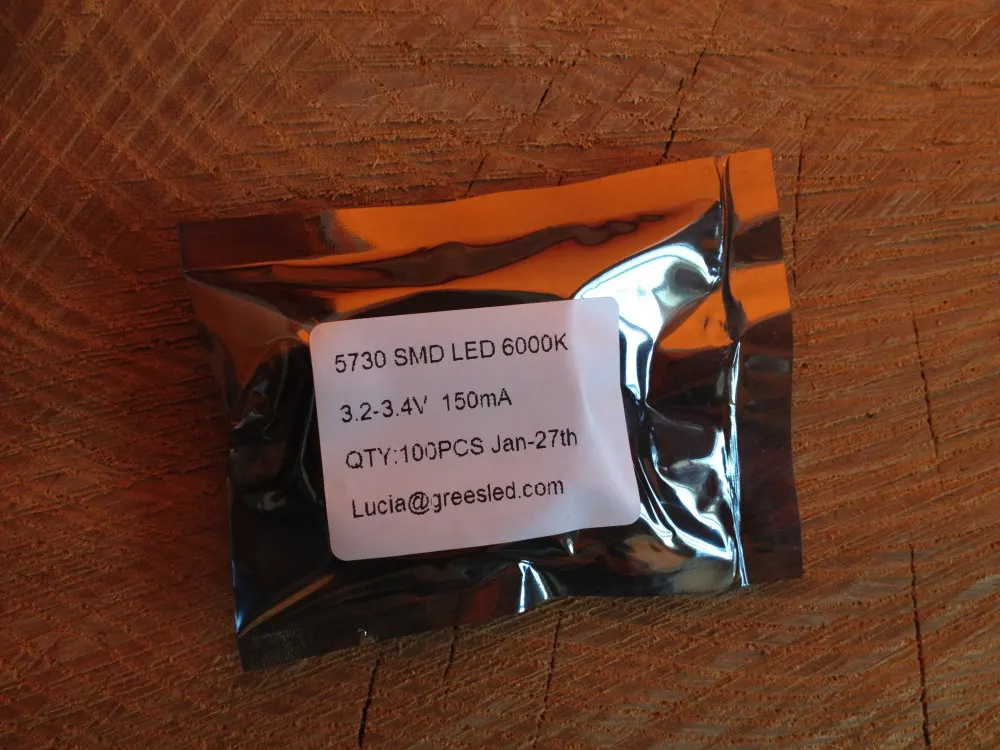 5730 SMD LED 6000K
3.2-3.4V 150mA
QTY:100PCS Jan-27th
Lucia@greesled.com